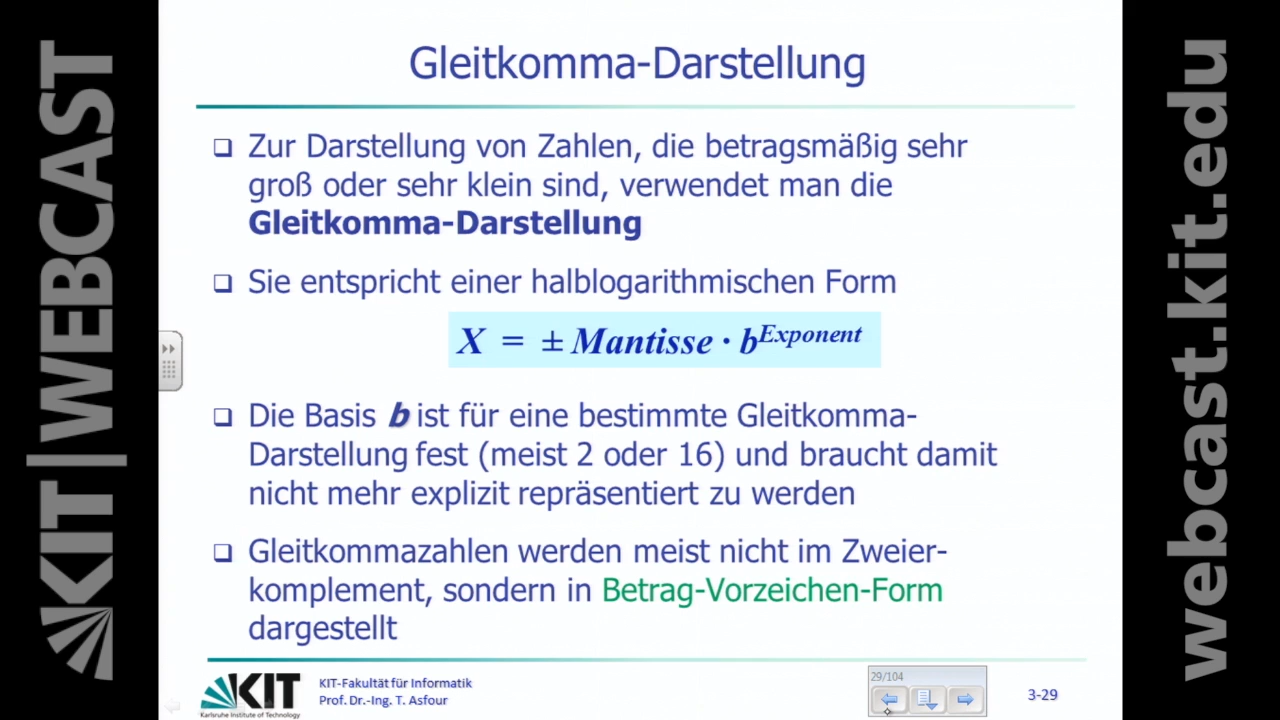 KIT | WEBCAST
Gleitkomma-Darstellung
❑ Zur Darstellung von Zahlen, die betragsmäßig sehr
groß oder sehr klein sind, verwendet man die
Gleitkomma-Darstellung
❑ Sie entspricht einer halblogarithmischen Form
X = ± Mantisse · b^Exponent
❑ Die Basis b ist für eine bestimmte Gleitkomma-
Darstellung fest (meist 2 oder 16) und braucht damit
nicht mehr explizit repräsentiert zu werden
❑ Gleitkommazahlen werden meist nicht im Zweier-
komplement, sondern in Betrag-Vorzeichen-Form
dargestellt
KIT
Karlsruhe Institute of Technology
KIT-Fakultät für Informatik
Prof. Dr.-Ing. T. Asfour
29/104
3-29
webcast.kit.edu